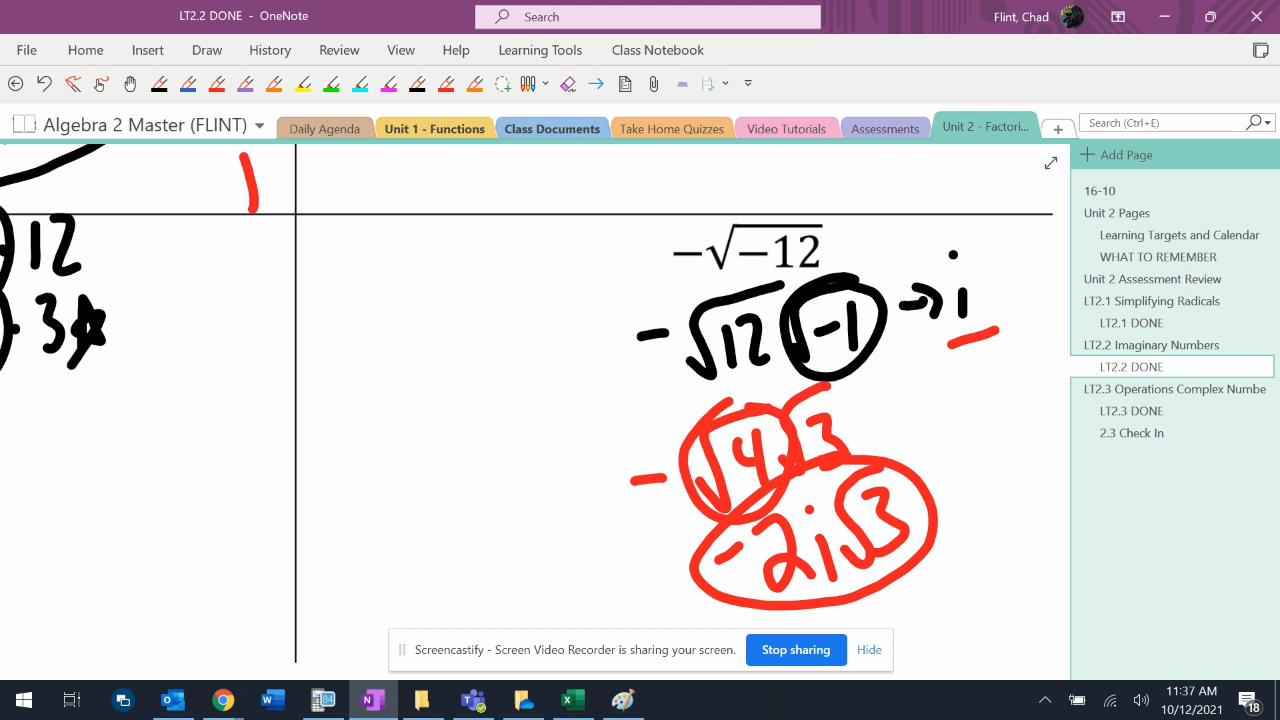 LT2.2 DONE - OneNote
Search
Flint, Chad
File Home Insert Draw History Review View Help Learning Tools Class Notebook
Algebra 2 Master (FLINT)
Daily Agenda Unit 1 - Functions Class Documents Take Home Quizzes Video Tutorials Assessments Unit 2 - Factori... +
Search (Ctrl+E)
Add Page
16-10
Unit 2 Pages
Learning Targets and Calendar
WHAT TO REMEMBER
Unit 2 Assessment Review
LT2.1 Simplifying Radicals
LT2.1 DONE
LT2.2 Imaginary Numbers
LT2.2 DONE
LT2.3 Operations Complex Numbe
LT2.3 DONE
2.3 Check In
· 12
· 3
−√−12
- √12 √-1 → i
- √4 √3
-2i√3
Screencastify - Screen Video Recorder is sharing your screen.
Stop sharing
Hide
84
11:37 AM
10/12/2021
18